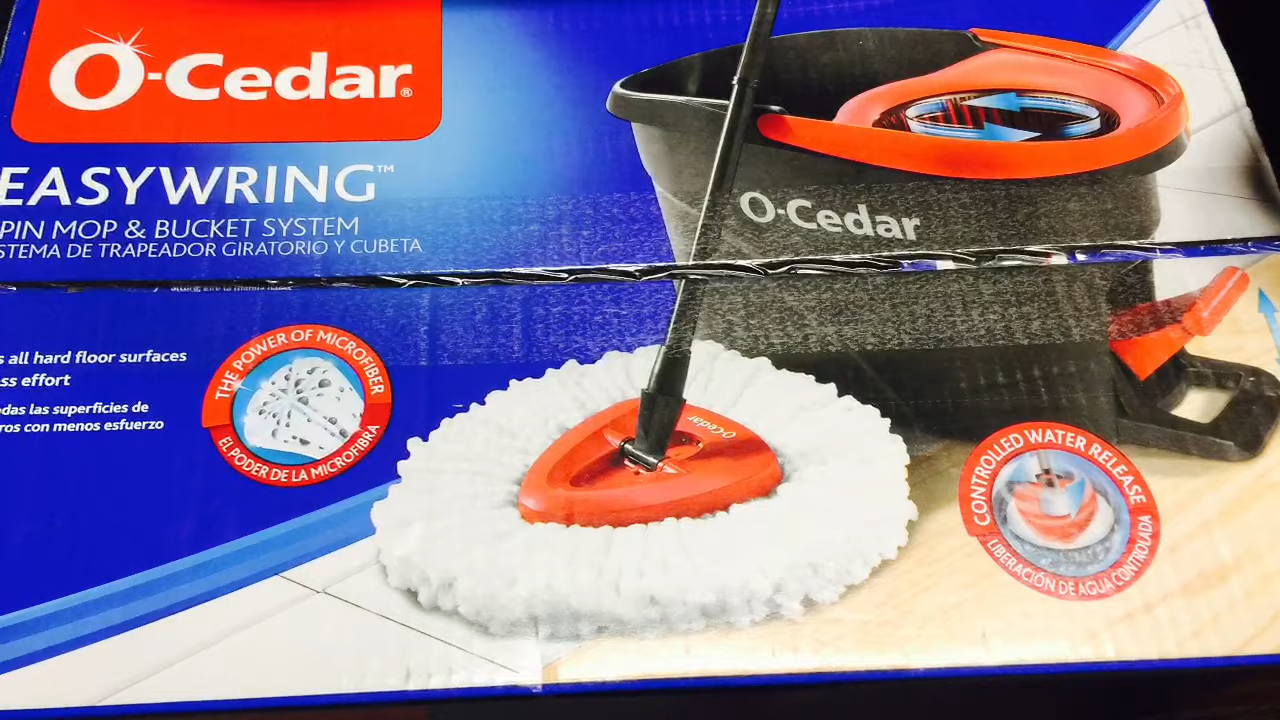 O-Cedar®
EASYWRING™
PIN MOP & BUCKET SYSTEM
STEMA DE TRAPEADOR GIRATORIO Y CUBETA
O-Cedar
s all hard floor surfaces
ss effort
das las superficies de
ros con menos esfuerzo
THE POWER OF MICROFIBER
EL PODER DE LA MICROFIBRA
O-Cedar
CONTROLLED WATER RELEASE
LIBERACIÓN DE AGUA CONTROLADA